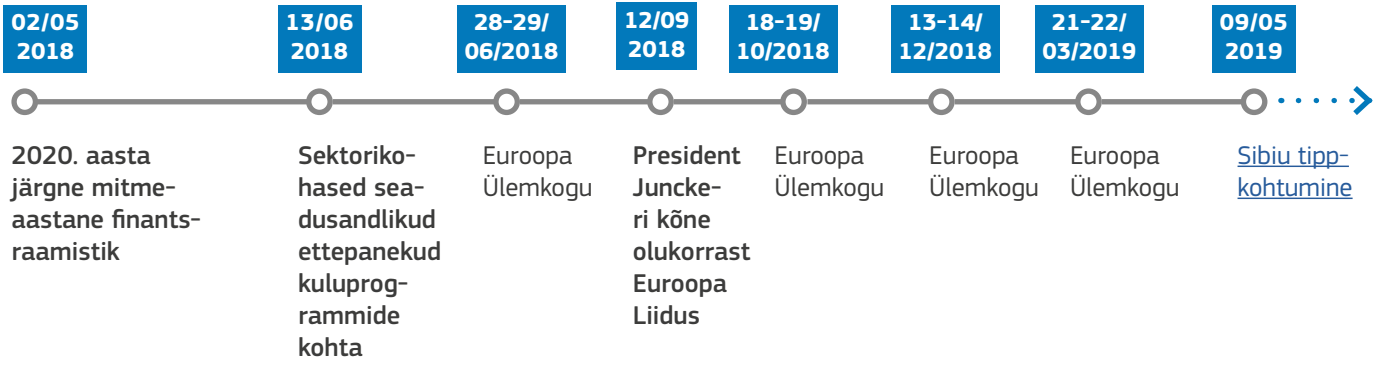 02/05
2018
13/06
2018
28-29/
06/2018
12/09
2018
18-19/
10/2018
13-14/
12/2018
21-22/
03/2019
09/05
2019
2020. aasta
järgne mitme-
aastane finants-
raamistik
Sektoriko-
hased sea-
dusandlikud
ettepanekud
kuluprog-
rammide
kohta
Euroopa
Ülemkogu
President
Juncke-
ri kõne
olukorrast
Euroopa
Liidus
Euroopa
Ülemkogu
Euroopa
Ülemkogu
Euroopa
Ülemkogu
Sibiu tipp-
kohtumine